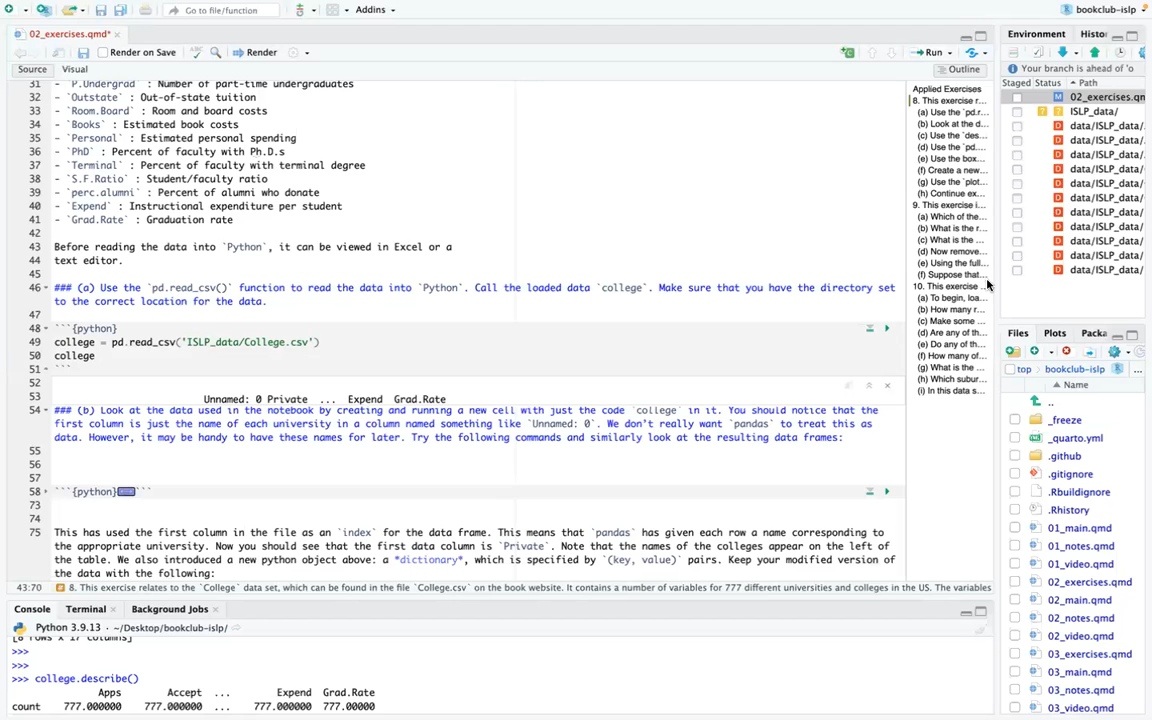 Go to file/function
Addins
bookclub-islp
02_exercises.qmd*
Render on Save
Render
Run
Source
Visual
Outline
31 - `P.Undergrad` : Number of part-time undergraduates
32 - `Outstate` : Out-of-state tuition
33 - `Room.Board` : Room and board costs
34 - `Books` : Estimated book costs
35 - `Personal` : Estimated personal spending
36 - `PhD` : Percent of faculty with Ph.D.s
37 - `Terminal` : Percent of faculty with terminal degree
38 - `S.F.Ratio` : Student/faculty ratio
39 - `perc.alumni` : Percent of alumni who donate
40 - `Expend` : Instructional expenditure per student
41 - `Grad.Rate` : Graduation rate
42
43 Before reading the data into `Python`, it can be viewed in Excel or a
44 text editor.
45
46 ### (a) Use the `pd.read_csv()` function to read the data into `Python`. Call the loaded data `college`. Make sure that you have the directory set
to the correct location for the data.
47
48 ```{python}
49 college = pd.read_csv('ISLP_data/College.csv')
50 college
51 ```
52
53 Unnamed: 0 Private ... Expend Grad.Rate
54 ### (b) Look at the data used in the notebook by creating and running a new cell with just the code `college` in it. You should notice that the
first column is just the name of each university in a column named something like `Unnamed: 0`. We don't really want `pandas` to treat this as
data. However, it may be handy to have these names for later. Try the following commands and similarly look at the resulting data frames:
55
56
57
58 ```{python} ```
73
74
75 This has used the first column in the file as an `index` for the data frame. This means that `pandas` has given each row a name corresponding to
the appropriate university. Now you should see that the first data column is `Private`. Note that the names of the colleges appear on the left of
the table. We also introduced a new python object above: a *dictionary*, which is specified by `(key, value)` pairs. Keep your modified version of
the data with the following:
43:70
8. This exercise relates to the `College` data set, which can be found in the file `College.csv` on the book website. It contains a number of variables for 777 different universities and colleges in the US. The variables
Applied Exercises
8. This exercise r...
(a) Use the `pd.r...
(b) Look at the d...
(c) Use the `des...
(d) Use the `pd....
(e) Use the box...
(f) Create a new...
(g) Use the `plot...
(h) Continue ex...
9. This exercise i...
(a) Which of the...
(b) What is the r...
(c) What is the ...
(d) Now remove...
(e) Using the full...
(f) Suppose that...
10. This exercise ...
(a) To begin, loa...
(b) How many r...
(c) Make some ...
(d) Are any of th...
(e) Do any of th...
(f) How many of...
(g) What is the ...
(h) Which subur...
(i) In this data s...
Console
Terminal
Background Jobs
Python 3.9.13 · ~/Desktop/bookclub-islp/
[8 rows x 17 columns]
>>>
>>>
>>> college.describe()
Apps Accept ... Expend Grad.Rate
count 777.000000 777.000000 ... 777.000000 777.00000
Environment
Histo
Your branch is ahead of 'o
Staged Status Path
02_exercises.qm
ISLP_data/
data/ISLP_data/
data/ISLP_data/
data/ISLP_data/
data/ISLP_data/
data/ISLP_data/
data/ISLP_data/
data/ISLP_data/
data/ISLP_data/
data/ISLP_data/
data/ISLP_data/
data/ISLP_data/
Files
Plots
Packa
top
bookclub-islp
...
Name
..
_freeze
_quarto.yml
.github
.gitignore
.Rbuildignore
.Rhistory
01_main.qmd
01_notes.qmd
01_video.qmd
02_exercises.qmd
02_main.qmd
02_notes.qmd
02_video.qmd
03_exercises.qmd
03_main.qmd
03_notes.qmd
03_video.qmd